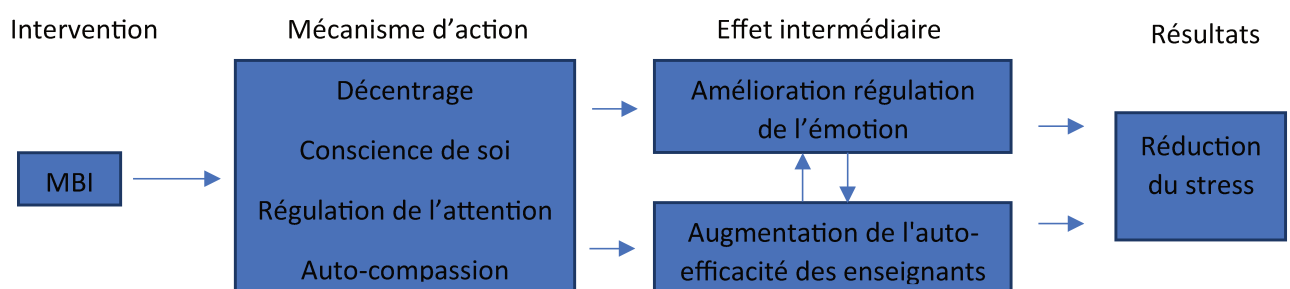 Intervention
Mécanisme d’action
Effet intermédiaire
Résultats
MBI
Décentrage
Conscience de soi
Régulation de l’attention
Auto-compassion
Amélioration régulation
de l’émotion
Augmentation de l'auto-
efficacité des enseignants
Réduction
du stress